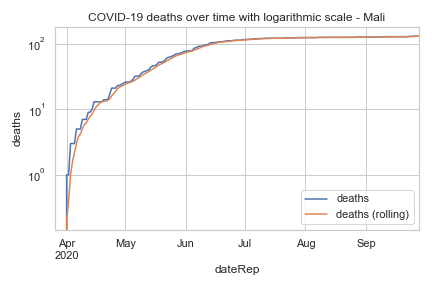 COVID-19 deaths over time with logarithmic scale - Mali
deaths
10²
10¹
10⁰
deaths
deaths (rolling)
Apr May Jun Jul Aug Sep
2020
dateRep